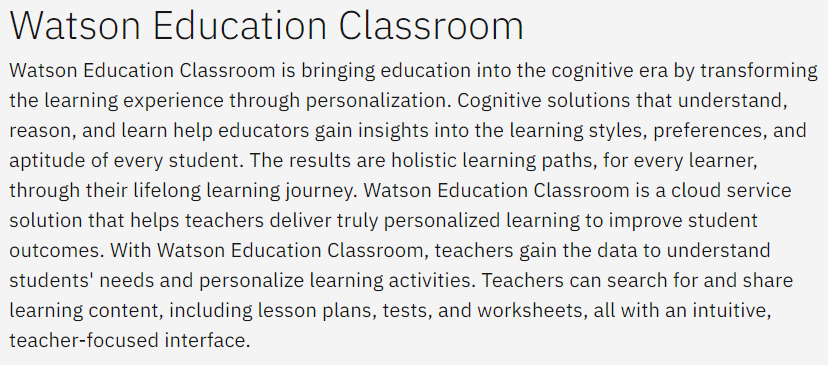 Watson Education Classroom
Watson Education Classroom is bringing education into the cognitive era by transforming
the learning experience through personalization. Cognitive solutions that understand,
reason, and learn help educators gain insights into the learning styles, preferences, and
aptitude of every student. The results are holistic learning paths, for every learner,
through their lifelong learning journey. Watson Education Classroom is a cloud service
solution that helps teachers deliver truly personalized learning to improve student
outcomes. With Watson Education Classroom, teachers gain the data to understand
students' needs and personalize learning activities. Teachers can search for and share
learning content, including lesson plans, tests, and worksheets, all with an intuitive,
teacher-focused interface.